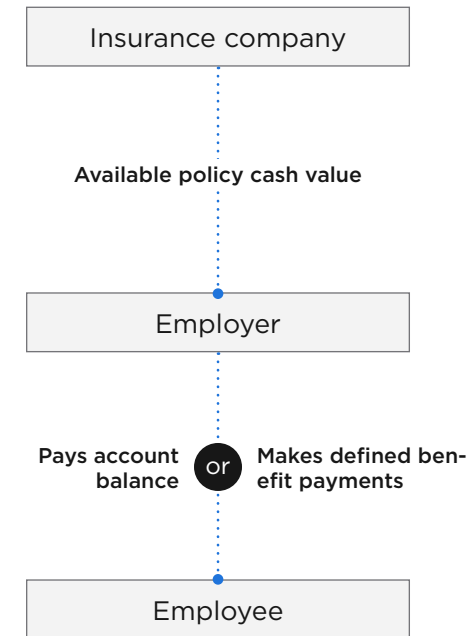 Insurance company
Available policy cash value
Employer
Pays account
balance
or
Makes defined ben-
efit payments
Employee